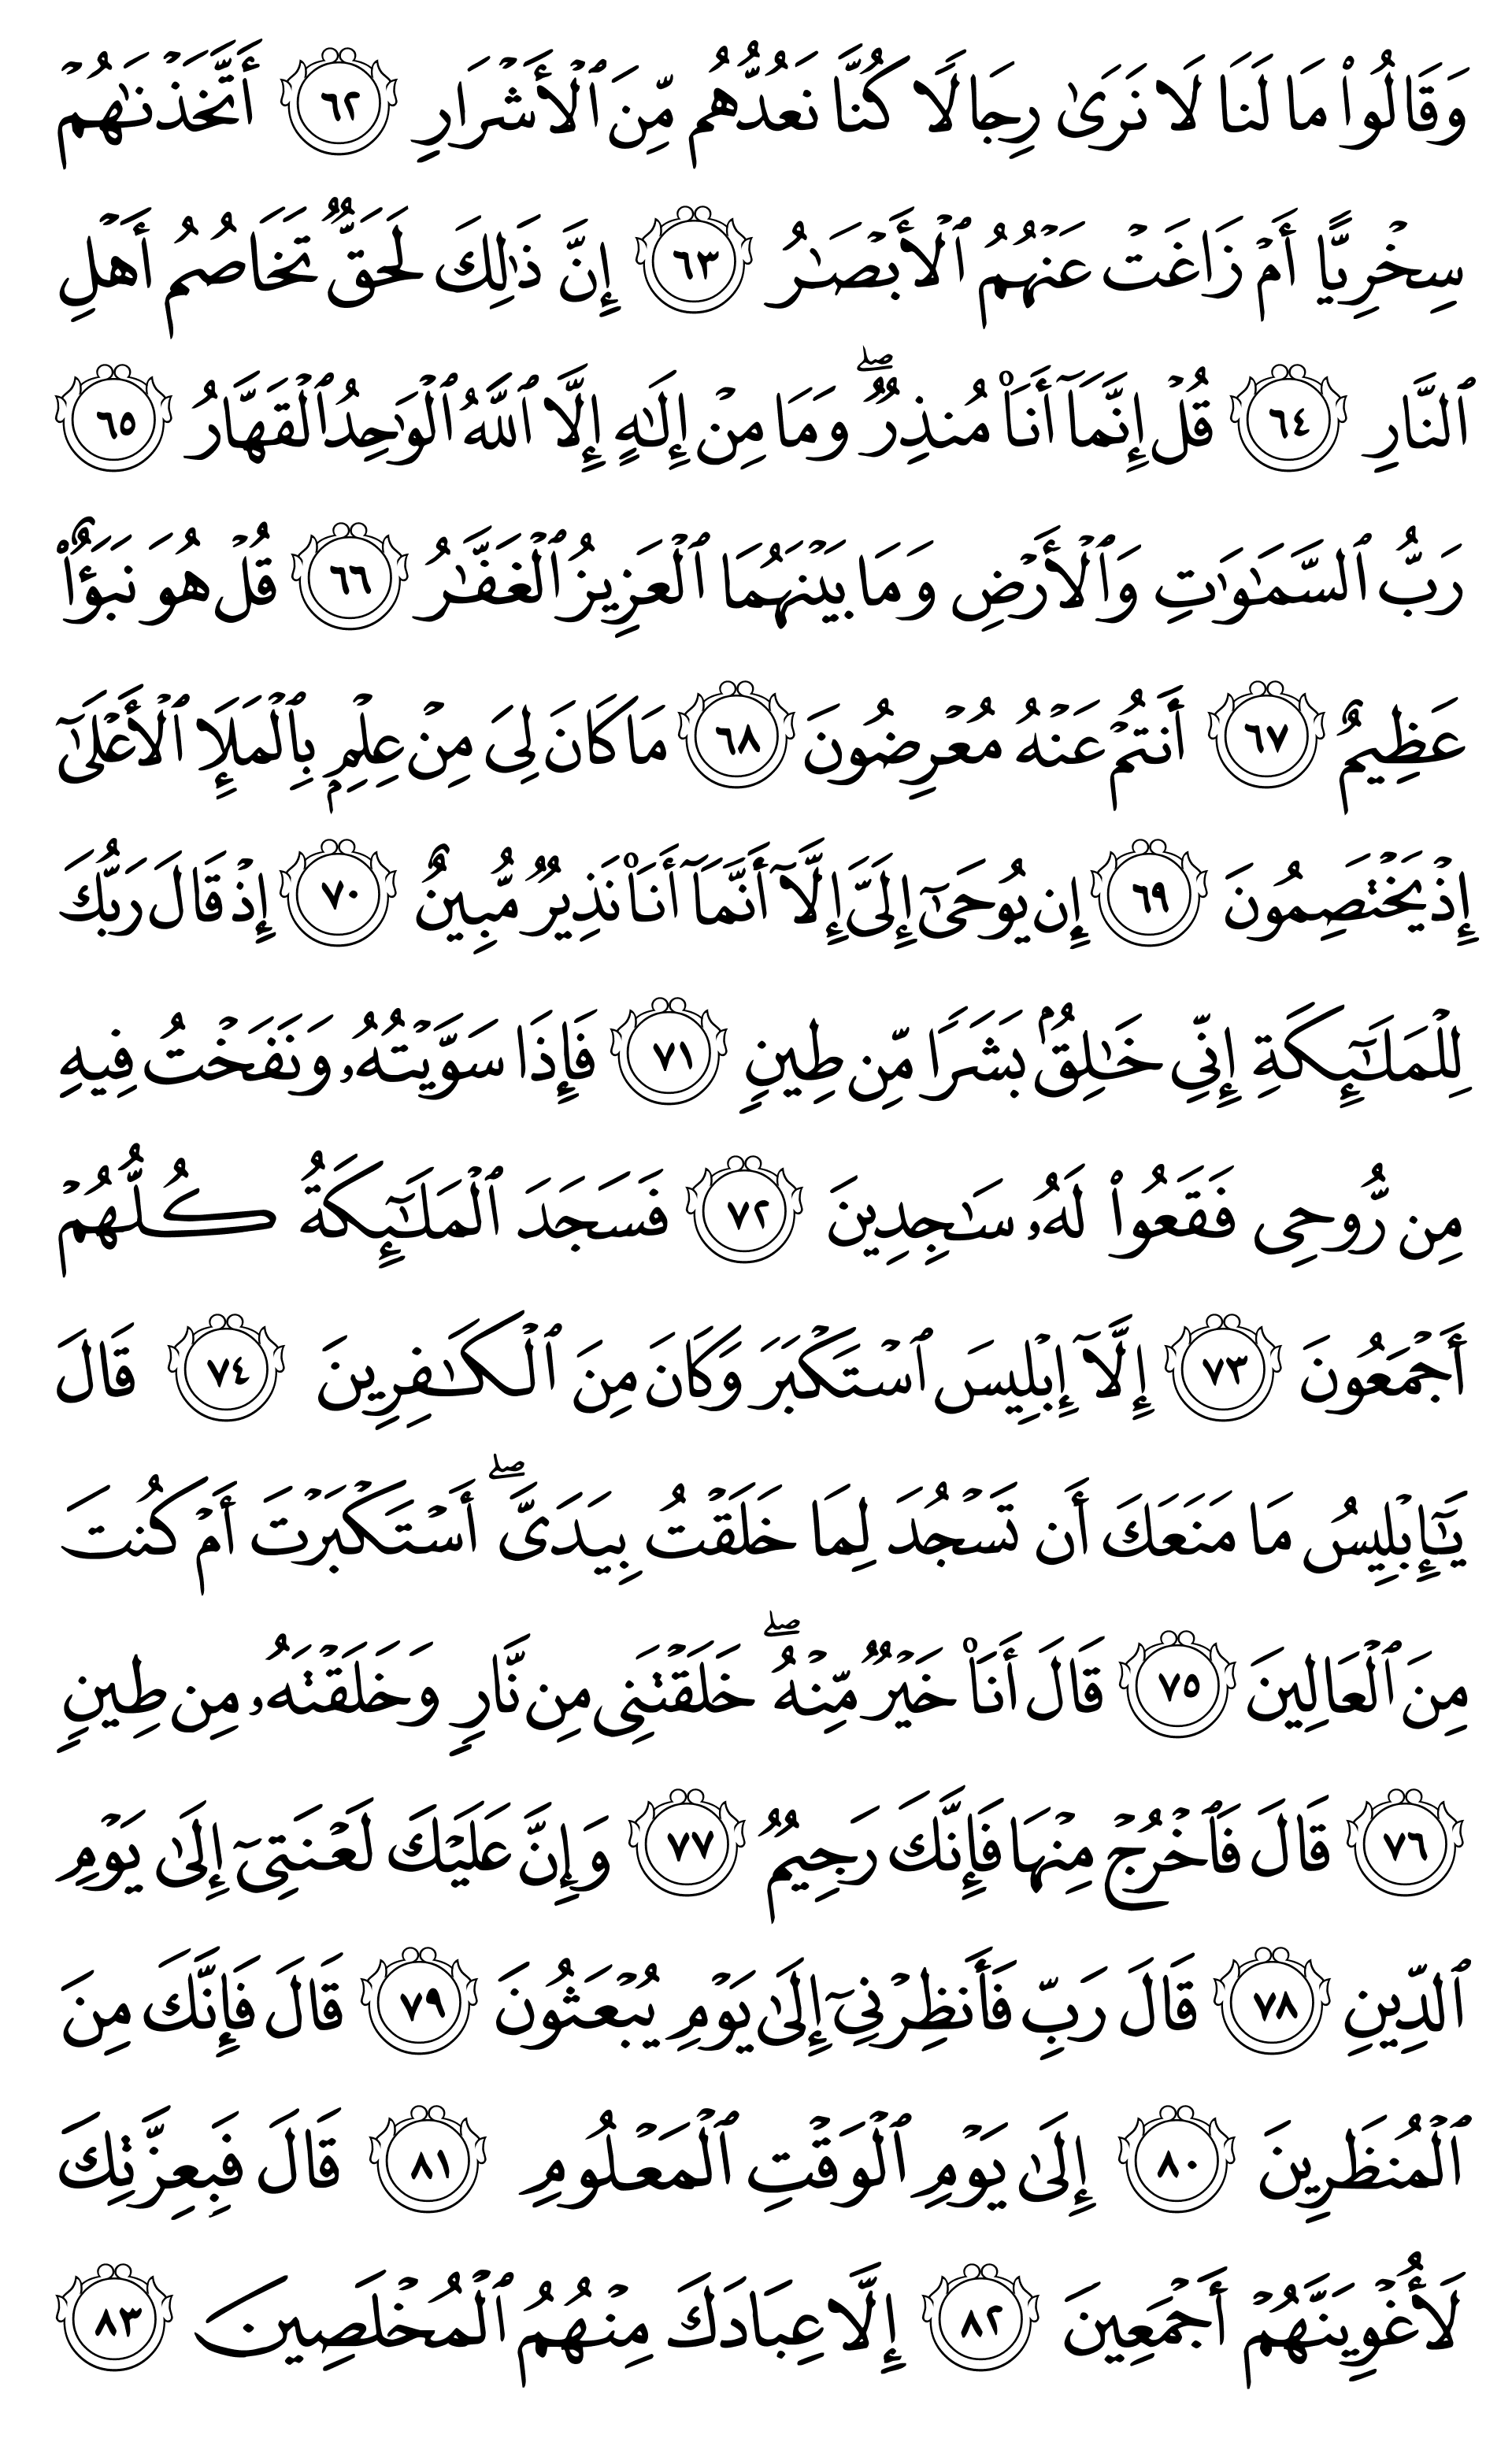 وَقَالُوا۟ مَا لَنَا لَا نَرَىٰ رِجَالًا كُنَّا نَعُدُّهُم مِّنَ ٱلْأَشْرَارِ ٦٢ أَتَّخَذْنَـٰهُمْ
سِخْرِيًّا أَمْ زَاغَتْ عَنْهُمُ ٱلْأَبْصَـٰرُ ٦٣ إِنَّ ذَٰلِكَ لَحَقٌّ تَخَاصُمُ أَهْلِ
ٱلنَّارِ ٦٤ قُلْ إِنَّمَآ أَنَا۠ مُنذِرٌ ۖ وَمَا مِنْ إِلَـٰهٍ إِلَّا ٱللَّهُ ٱلْوَٰحِدُ ٱلْقَهَّارُ ٦٥
رَبُّ ٱلسَّمَـٰوَٰتِ وَٱلْأَرْضِ وَمَا بَيْنَهُمَا ٱلْعَزِيزُ ٱلْغَفَّـٰرُ ٦٦ قُلْ هُوَ نَبَؤٌا۟
عَظِيمٌ ٦٧ أَنتُمْ عَنْهُ مُعْرِضُونَ ٦٨ مَا كَانَ لِىَ مِنْ عِلْمٍۭ بِٱلْمَلَإِ ٱلْأَعْلَىٰٓ
إِذْ يَخْتَصِمُونَ ٦٩ إِن يُوحَىٰٓ إِلَىَّ إِلَّآ أَنَّمَآ أَنَا۠ نَذِيرٌ مُّبِينٌ ٧٠ إِذْ قَالَ رَبُّكَ
لِلْمَلَـٰٓئِكَةِ إِنِّى خَـٰلِقٌۢ بَشَرًا مِّن طِينٍ ٧١ فَإِذَا سَوَّيْتُهُۥ وَنَفَخْتُ فِيهِ
مِن رُّوحِى فَقَعُوا۟ لَهُۥ سَـٰجِدِينَ ٧٢ فَسَجَدَ ٱلْمَلَـٰٓئِكَةُ كُلُّهُمْ
أَجْمَعُونَ ٧٣ إِلَّآ إِبْلِيسَ ٱسْتَكْبَرَ وَكَانَ مِنَ ٱلْكَـٰفِرِينَ ٧٤ قَالَ
يَـٰٓإِبْلِيسُ مَا مَنَعَكَ أَن تَسْجُدَ لِمَا خَلَقْتُ بِيَدَىَّ ۖ أَسْتَكْبَرْتَ أَمْ كُنتَ
مِنَ ٱلْعَالِينَ ٧٥ قَالَ أَنَا۠ خَيْرٌ مِّنْهُ ۖ خَلَقْتَنِى مِن نَّارٍ وَخَلَقْتَهُۥ مِن طِينٍ
٧٦ قَالَ فَٱخْرُجْ مِنْهَا فَإِنَّكَ رَجِيمٌ ٧٧ وَإِنَّ عَلَيْكَ لَعْنَتِىٓ إِلَىٰ يَوْمِ
ٱلدِّينِ ٧٨ قَالَ رَبِّ فَأَنظِرْنِىٓ إِلَىٰ يَوْمِ يُبْعَثُونَ ٧٩ قَالَ فَإِنَّكَ مِنَ
ٱلْمُنظَرِينَ ٨٠ إِلَىٰ يَوْمِ ٱلْوَقْتِ ٱلْمَعْلُومِ ٨١ قَالَ فَبِعِزَّتِكَ
لَأُغْوِيَنَّهُمْ أَجْمَعِينَ ٨٢ إِلَّا عِبَادَكَ مِنْهُمُ ٱلْمُخْلَصِينَ ٨٣